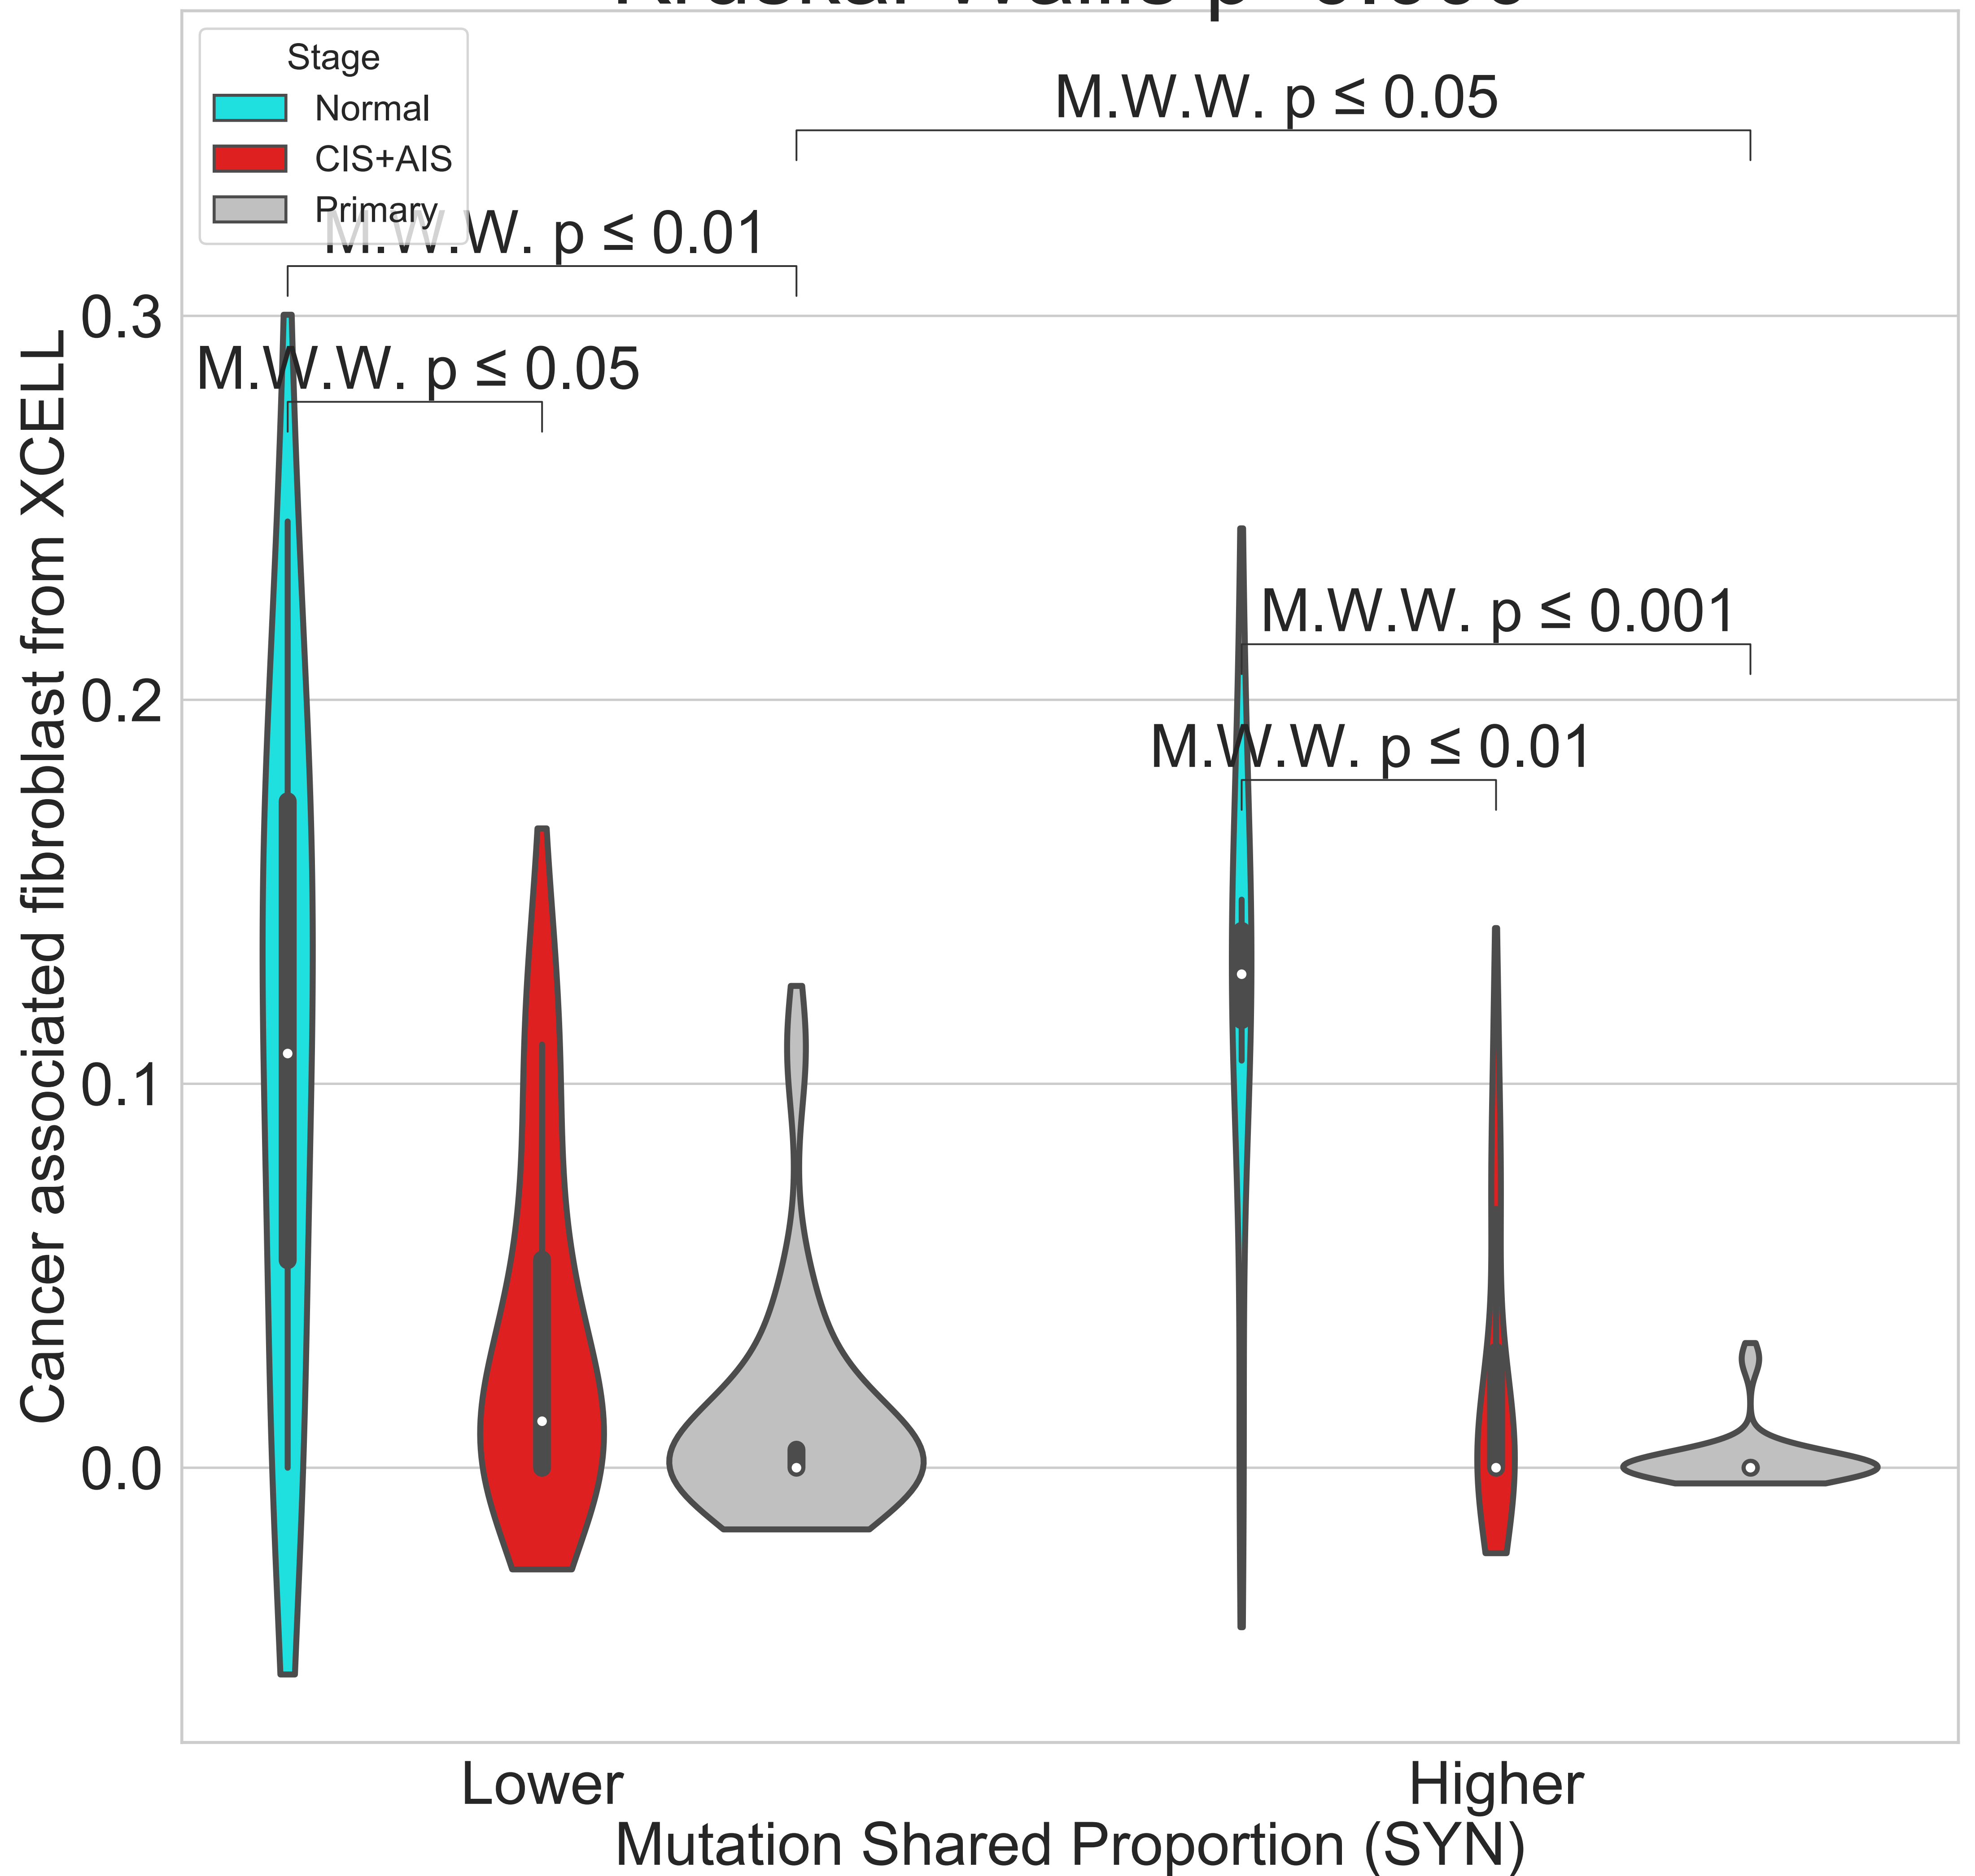 Stage
Normal
CIS+AIS
Primary
M.W.W. p ≤ 0.05
M.W.W. p ≤ 0.01
M.W.W. p ≤ 0.05
M.W.W. p ≤ 0.001
M.W.W. p ≤ 0.01
0.3
0.2
0.1
0.0
Cancer associated fibroblast from XCELL
Lower
Higher
Mutation Shared Proportion (SYN)